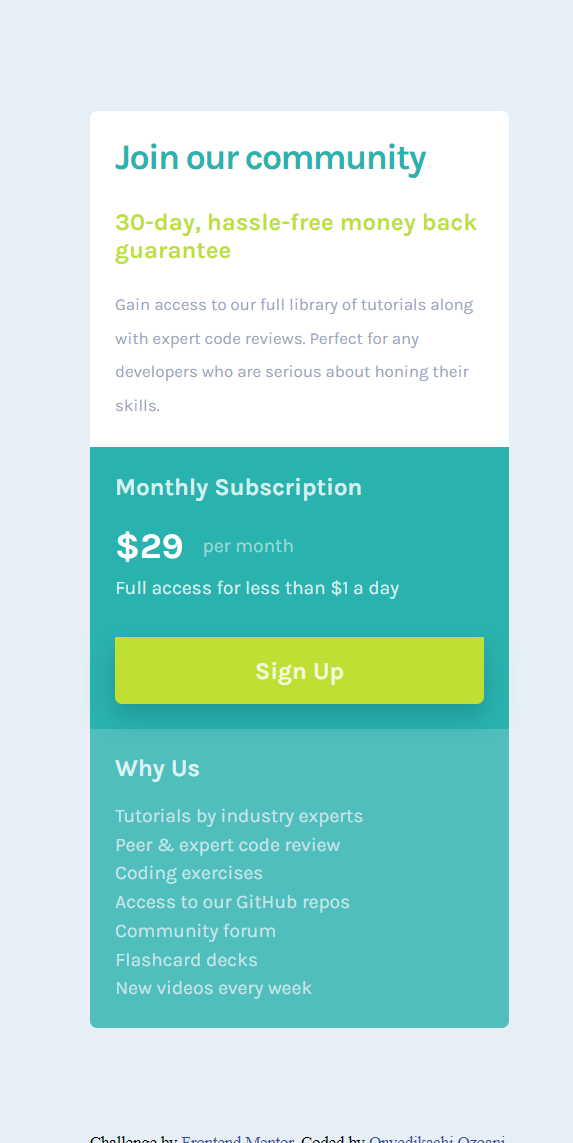 Join our community
30-day, hassle-free money back
guarantee
Gain access to our full library of tutorials along
with expert code reviews. Perfect for any
developers who are serious about honing their
skills.
Monthly Subscription
$29 per month
Full access for less than $1 a day
Sign Up
Why Us
Tutorials by industry experts
Peer & expert code review
Coding exercises
Access to our GitHub repos
Community forum
Flashcard decks
New videos every week
Challenge by Frontend Mentor. Coded by Onyedikachi Ozoani